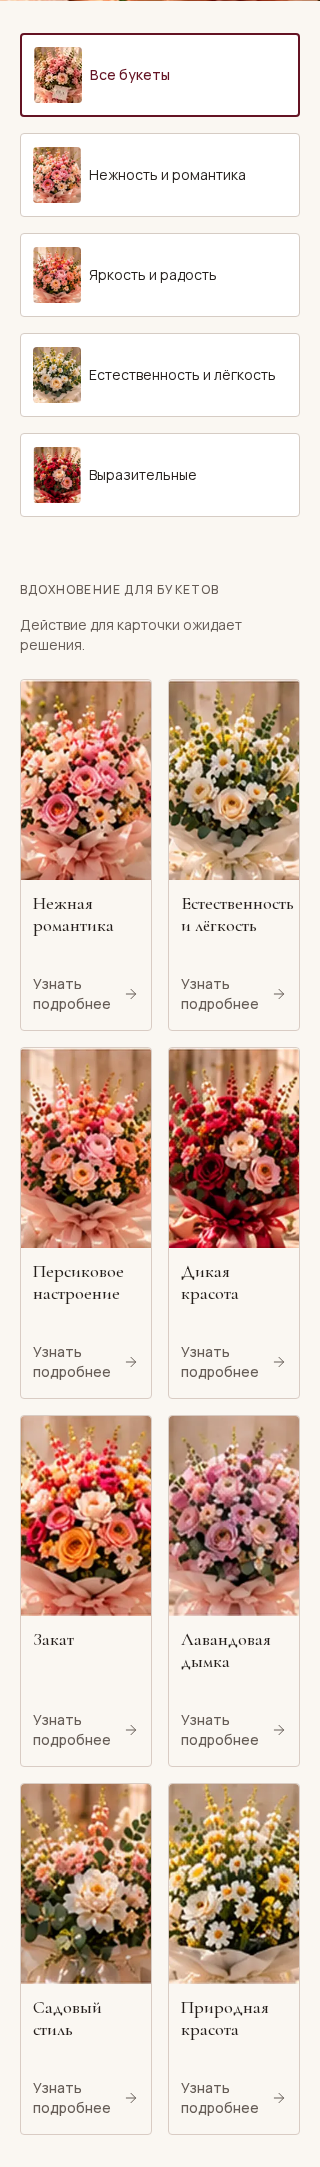 Все букеты
Нежность и романтика
Яркость и радость
Естественность и лёгкость
Выразительные
ВДОХНОВЕНИЕ ДЛЯ БУКЕТОВ
Действие для карточки ожидает
решения.
Нежная
романтика
Узнать
подробнее
Естественность
и лёгкость
Узнать
подробнее
Персиковое
настроение
Узнать
подробнее
Дикая
красота
Узнать
подробнее
Закат
Узнать
подробнее
Лавандовая
дымка
Узнать
подробнее
Садовый
стиль
Узнать
подробнее
Природная
красота
Узнать
подробнее